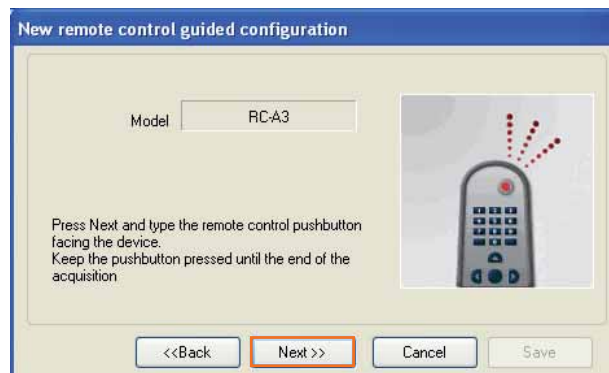 New remote control guided configuration
Model RC-A3
Press Next and type the remote control pushbutton
facing the device.
Keep the pushbutton pressed until the end of the
acquisition
<<Back Next >> Cancel Save